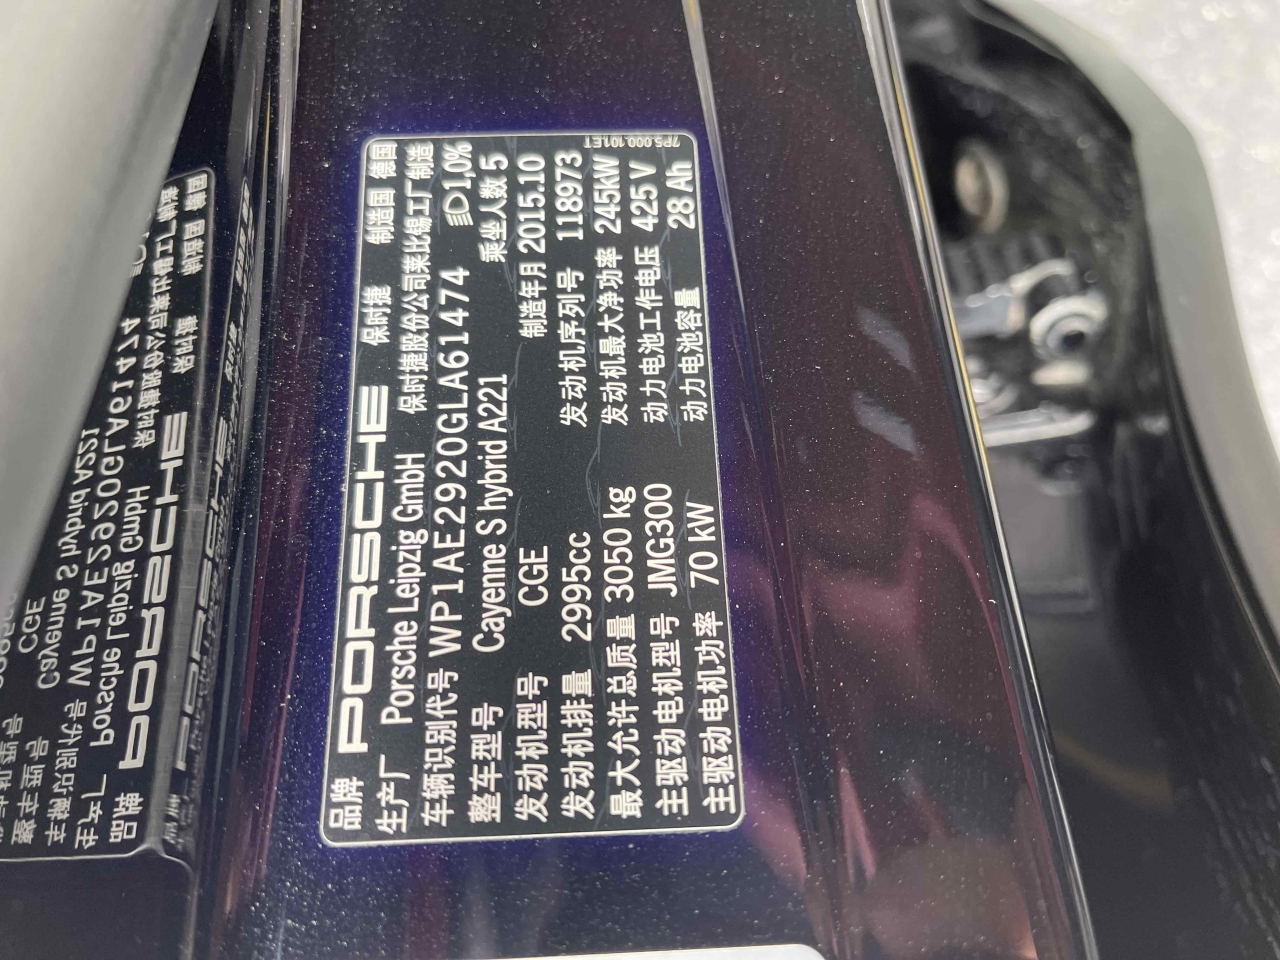 品牌 PORSCHE 保时捷 制造国 德国
生产厂 Porsche Leipzig GmbH 保时捷股份公司莱比锡工厂制造
车辆识别代号 WP1AE2920GLA61474 1,0%
整车型号 Cayenne S hybrid A221 乘坐人数 5
发动机型号 CGE 制造年月 2015.10
发动机排量 2995cc 发动机序列号 118973
最大允许总质量 3050 kg 发动机最大净功率 245kW
主驱动电机型号 JMG300 动力电池工作电压 425 V
主驱动电机功率 70 kW 动力电池容量 28 Ah
7P5.000.101.ET